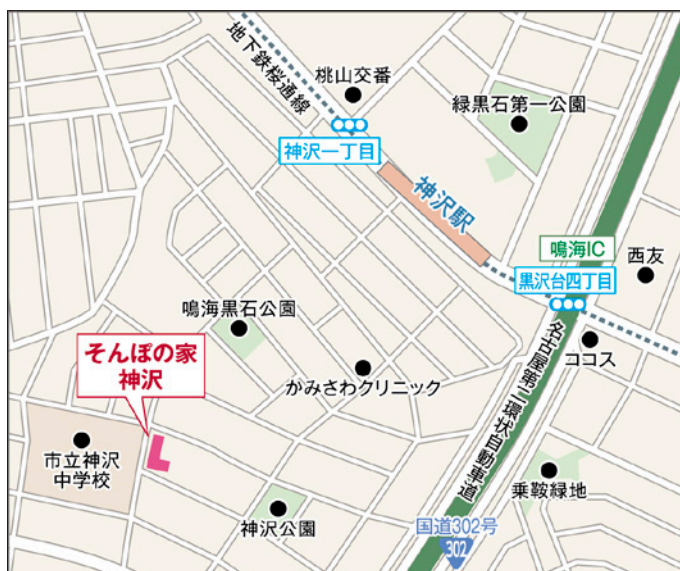 地下鉄桜通線
桃山交番
緑黒石第一公園
神沢一丁目
神沢駅
鳴海IC
西友
黒沢台四丁目
鳴海黒石公園
ココス
そんぽの家
神沢
かみさわクリニック
名古屋第二環状自動車道
市立神沢
中学校
乗鞍緑地
神沢公園
国道302号
302